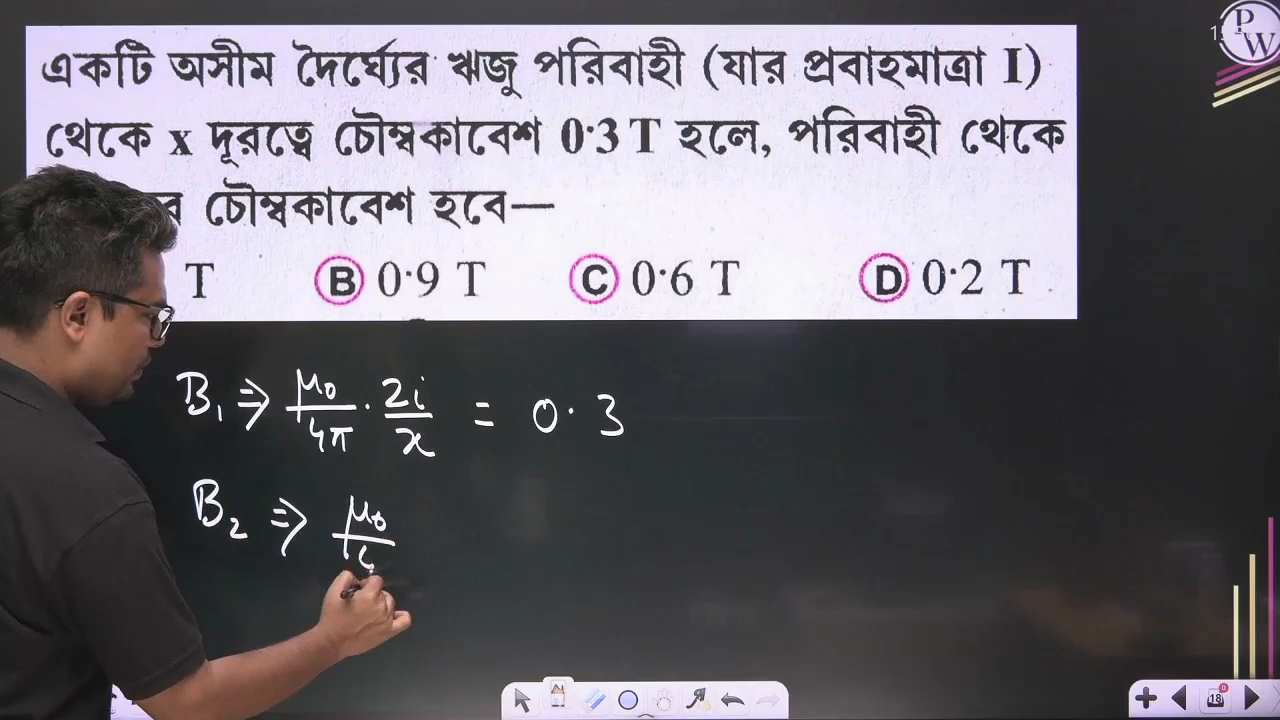 একটি অসীম দৈর্ঘ্যের ঋজু পরিবাহী (যার প্রবাহমাত্রা I)
থেকে x দূরত্বে চৌম্বকাবেশ 0·3 T হলে, পরিবাহী থেকে
চৌম্বকাবেশ হবে—
T B 0·9 T C 0·6 T D 0·2 T
B₁ ⇒ μ₀/4π · 2i/x = 0·3
B₂ ⇒ μ₀/
P
W
18